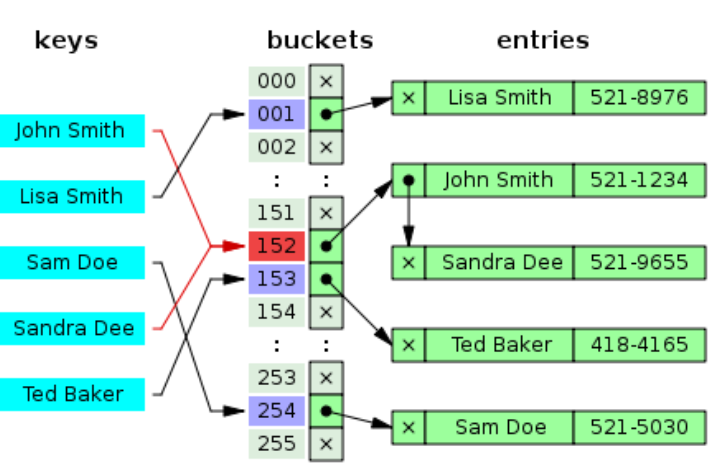 keys
buckets
entries
John Smith
Lisa Smith
Sam Doe
Sandra Dee
Ted Baker
000 ×
001
002 ×
: :
151 ×
152
153
154 ×
: :
253 ×
254
255 ×
× Lisa Smith 521-8976
John Smith 521-1234
× Sandra Dee 521-9655
× Ted Baker 418-4165
× Sam Doe 521-5030